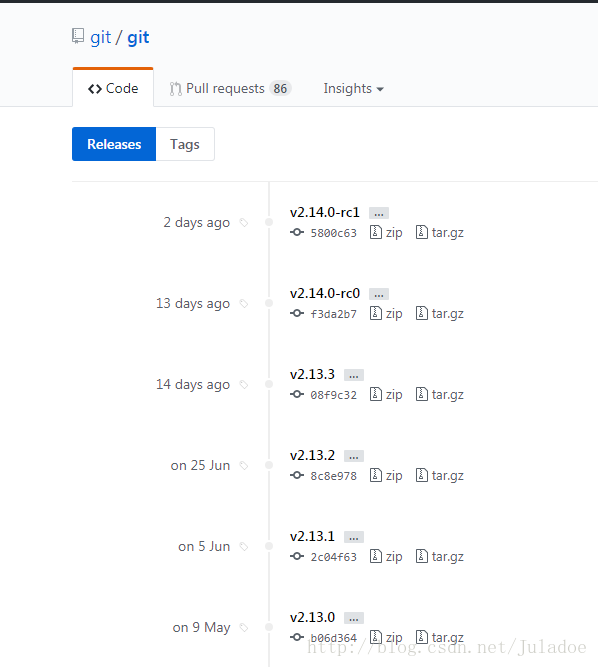 git / git
Code Pull requests 86 Insights
Releases Tags
2 days ago v2.14.0-rc1 ...
5800c63 zip tar.gz
13 days ago v2.14.0-rc0 ...
f3da2b7 zip tar.gz
14 days ago v2.13.3 ...
08f9c32 zip tar.gz
on 25 Jun v2.13.2 ...
8c8e978 zip tar.gz
on 5 Jun v2.13.1 ...
2c04f63 zip tar.gz
on 9 May v2.13.0 ...
b06d364 zip tar.gz
http://blog.csdn.net/Juladoe